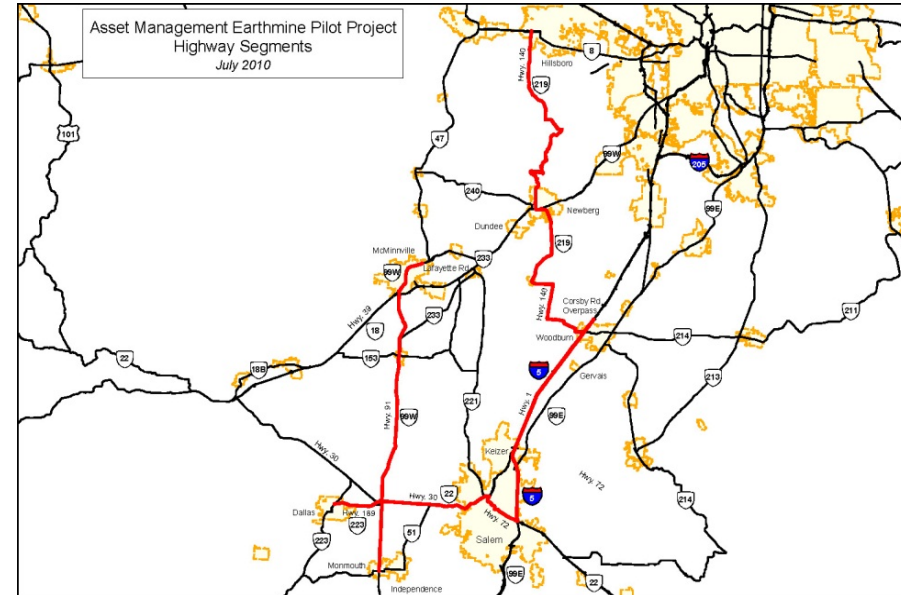 Asset Management Earthmine Pilot Project
Highway Segments
July 2010
Hwy. 140
Hillsboro
8
219
101
47
99W
205
240
99E
Newberg
Dundee
219
McMinnville
233
99W
Lafayette Rd
Hwy. 140
Corsby Rd
Overpass
211
Hwy. 39
18
233
Woodburn
214
22
153
18B
5
Gervais
213
221
Hwy. 1
99E
Hwy. 91
99W
Keizer
Hwy. 30
Hwy. 72
22
5
Hwy. 30
214
Dallas
Hwy. 189
223
51
Hwy. 72
Salem
223
Monmouth
99E
22
Independence